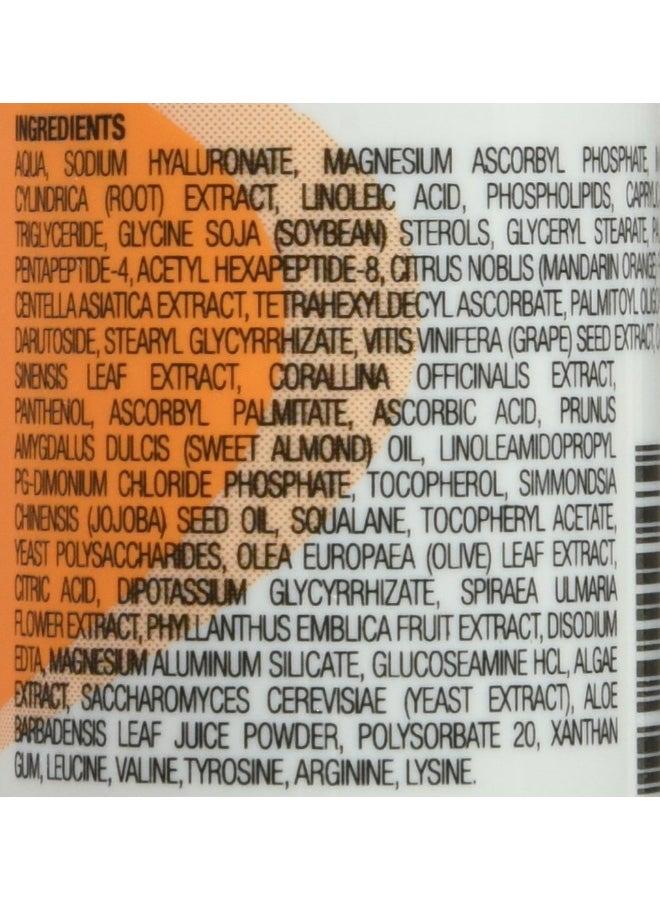 INGREDIENTS
AQUA, SODIUM HYALURONATE, MAGNESIUM ASCORBYL PHOSPHATE,
CYLINDRICA (ROOT) EXTRACT, LINOLEIC ACID, PHOSPHOLIPIDS,
TRIGLYCERIDE, GLYCINE SOJA (SOYBEAN) STEROLS, GLYCERYL STEARATE,
PENTAPEPTIDE-4, ACETYL HEXAPEPTIDE-8, CITRUS NOBLIS (MANDARIN ORANGE)
CENTELLA ASIATICA EXTRACT, TETRAHEXYLDECYL ASCORBATE, PALMITOYL
DARUTOSIDE, STEARYL GLYCYRRHIZATE, VITIS VINIFERA (GRAPE) SEED EXTRACT,
SINENSIS LEAF EXTRACT, CORALLINA OFFICINALIS EXTRACT,
PANTHENOL, ASCORBYL PALMITATE, ASCORBIC ACID, PRUNUS
AMYGDALUS DULCIS (SWEET ALMOND) OIL, LINOLEAMIDOPROPYL
PG-DIMONIUM CHLORIDE PHOSPHATE, TOCOPHEROL, SIMMONDSIA
CHINENSIS (JOJOBA) SEED OIL, SQUALANE, TOCOPHERYL ACETATE,
YEAST POLYSACCHARIDES, OLEA EUROPAEA (OLIVE) LEAF EXTRACT,
CITRIC ACID, DIPOTASSIUM GLYCYRRHIZATE, SPIRAEA ULMARIA
FLOWER EXTRACT, PHYLLANTHUS EMBLICA FRUIT EXTRACT, DISODIUM
EDTA, MAGNESIUM ALUMINUM SILICATE, GLUCOSEAMINE HCL, ALGAE
EXTRACT, SACCHAROMYCES CEREVISIAE (YEAST EXTRACT), ALOE
BARBADENSIS LEAF JUICE POWDER, POLYSORBATE 20, XANTHAN
GUM, LEUCINE, VALINE, TYROSINE, ARGININE, LYSINE.